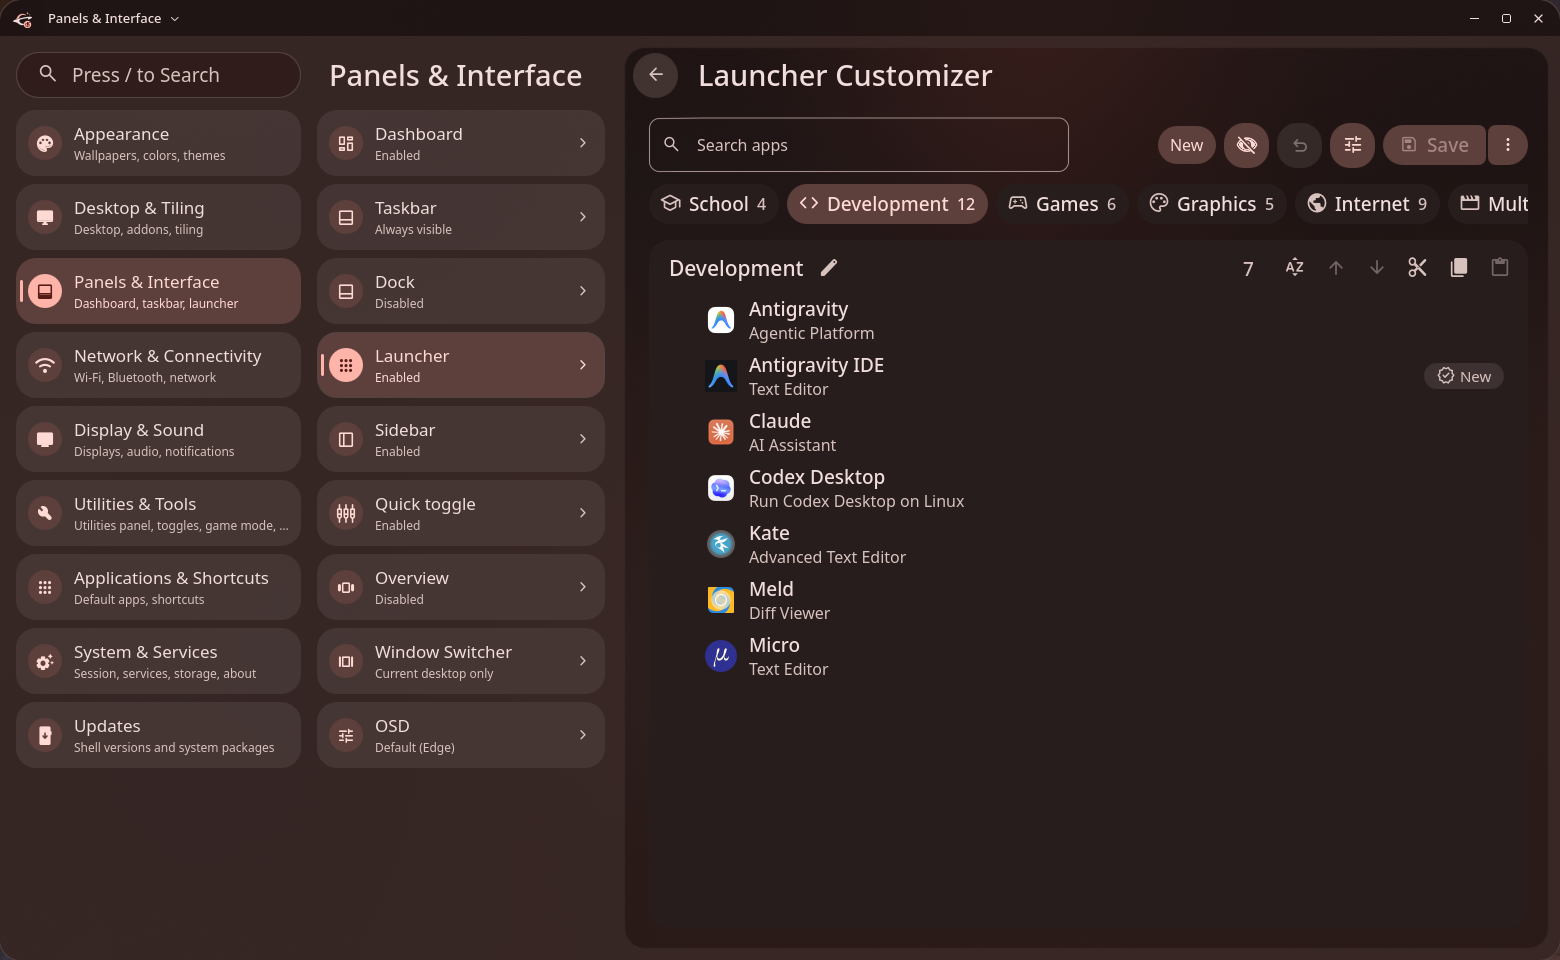 Panels & Interface
Press / to Search
Appearance
Wallpapers, colors, themes
Desktop & Tiling
Desktop, addons, tiling
Panels & Interface
Dashboard, taskbar, launcher
Network & Connectivity
Wi-Fi, Bluetooth, network
Display & Sound
Displays, audio, notifications
Utilities & Tools
Utilities panel, toggles, game mode, ...
Applications & Shortcuts
Default apps, shortcuts
System & Services
Session, services, storage, about
Updates
Shell versions and system packages
Panels & Interface
Dashboard
Enabled
Taskbar
Always visible
Dock
Disabled
Launcher
Enabled
Sidebar
Enabled
Quick toggle
Enabled
Overview
Disabled
Window Switcher
Current desktop only
OSD
Default (Edge)
Launcher Customizer
Search apps
New
Save
School 4
Development 12
Games 6
Graphics 5
Internet 9
Mult
Development
7
AZ
Antigravity
Agentic Platform
Antigravity IDE
Text Editor
New
Claude
AI Assistant
Codex Desktop
Run Codex Desktop on Linux
Kate
Advanced Text Editor
Meld
Diff Viewer
μ
Micro
Text Editor